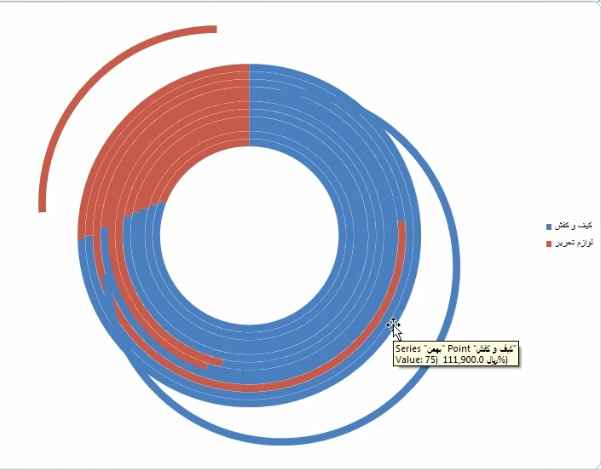 کیف و کفش
لوازم تحریر
Series "بهمن" Point "کیف و کفش"
Value: 75) 111,900.0 ریال%)